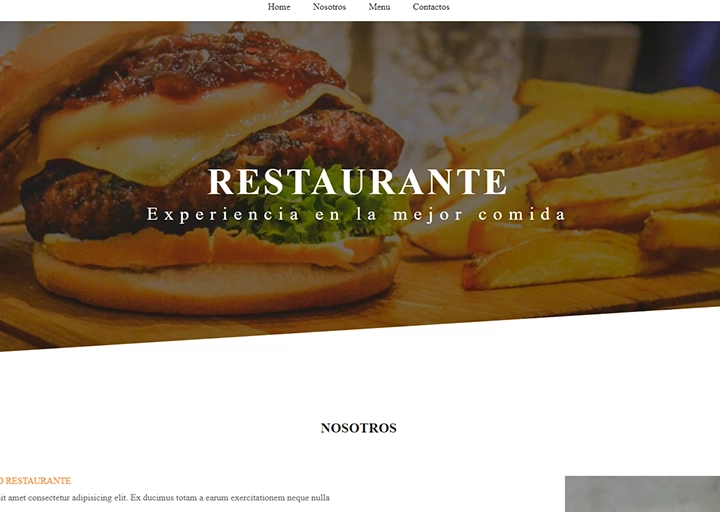 Home Nosotros Menu Contactos
RESTAURANTE
Experiencia en la mejor comida
NOSOTROS
RESTAURANTE
sit amet consectetur adipisicing elit. Ex ducimus totam a earum exercitationem neque nulla